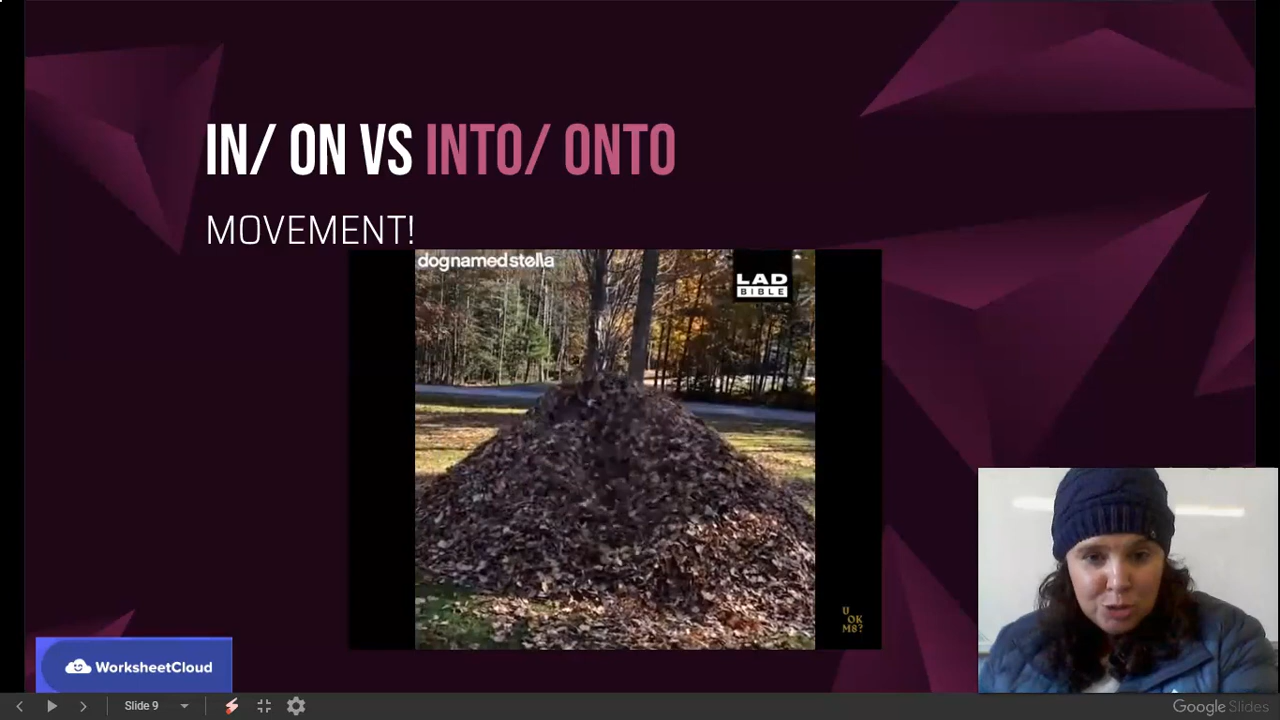 IN/ ON VS INTO/ ONTO
MOVEMENT!
dognamedstella
LAD
BIBLE
U
OK
M8?
WorksheetCloud
Slide 9
Google Slides